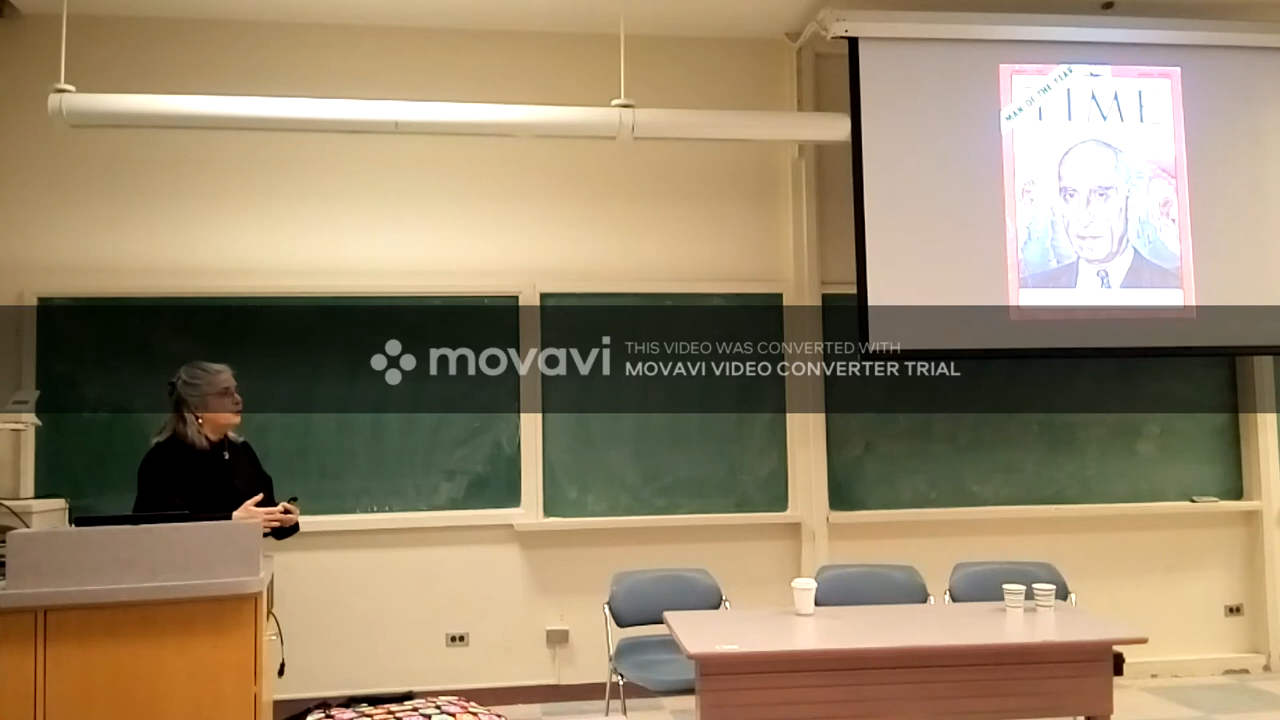 MAN OF THE YEAR
TIME
movavi
THIS VIDEO WAS CONVERTED WITH
MOVAVI VIDEO CONVERTER TRIAL